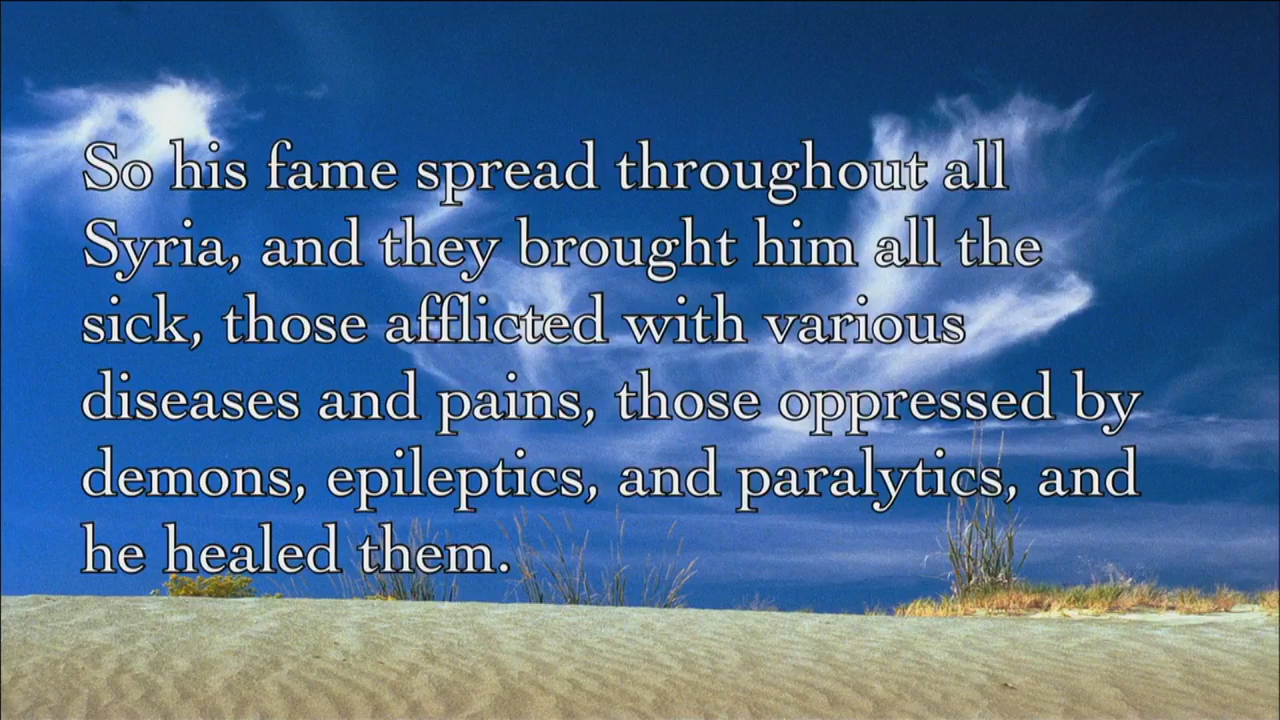 So his fame spread throughout all
Syria, and they brought him all the
sick, those afflicted with various
diseases and pains, those oppressed by
demons, epileptics, and paralytics, and
he healed them.